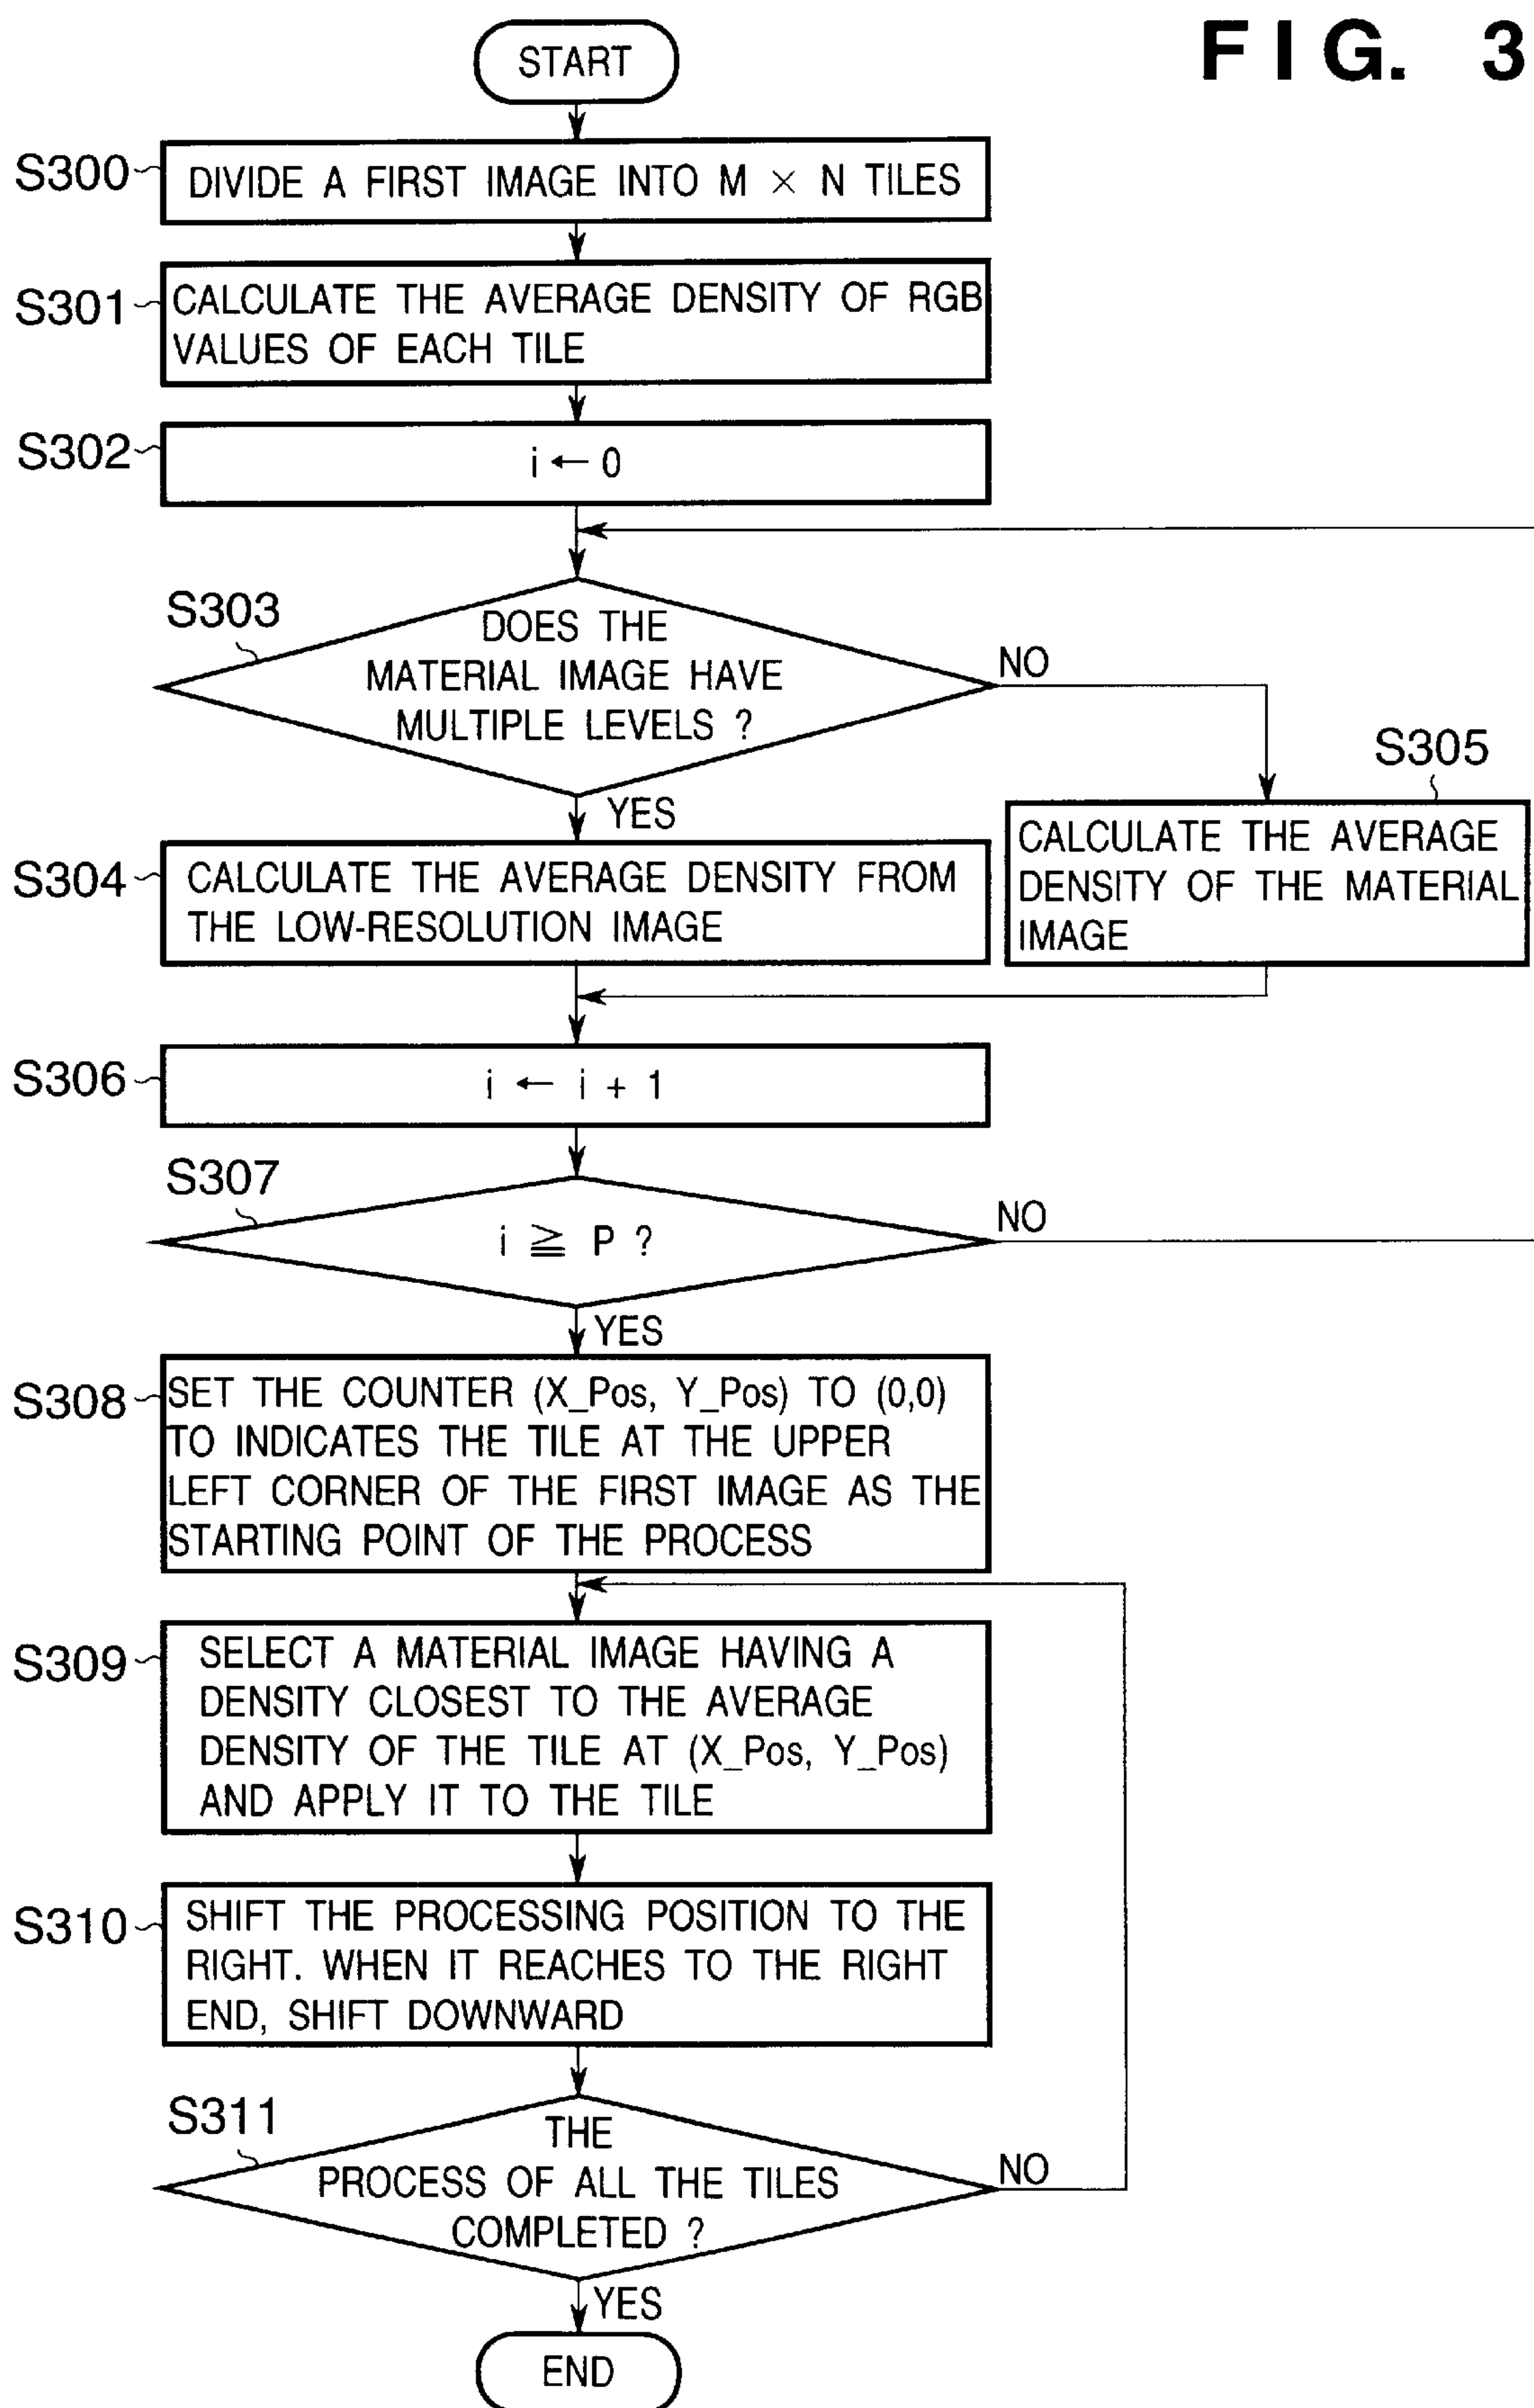 FIG. 3
START
S300
DIVIDE A FIRST IMAGE INTO M × N TILES
S301
CALCULATE THE AVERAGE DENSITY OF RGB
VALUES OF EACH TILE
S302
i ← 0
S303
DOES THE
MATERIAL IMAGE HAVE
MULTIPLE LEVELS ?
NO
YES
S304
CALCULATE THE AVERAGE DENSITY FROM
THE LOW-RESOLUTION IMAGE
S305
CALCULATE THE AVERAGE
DENSITY OF THE MATERIAL
IMAGE
S306
i ← i + 1
S307
i ≧ P ?
NO
YES
S308
SET THE COUNTER (X_Pos, Y_Pos) TO (0,0)
TO INDICATES THE TILE AT THE UPPER
LEFT CORNER OF THE FIRST IMAGE AS THE
STARTING POINT OF THE PROCESS
S309
SELECT A MATERIAL IMAGE HAVING A
DENSITY CLOSEST TO THE AVERAGE
DENSITY OF THE TILE AT (X_Pos, Y_Pos)
AND APPLY IT TO THE TILE
S310
SHIFT THE PROCESSING POSITION TO THE
RIGHT. WHEN IT REACHES TO THE RIGHT
END, SHIFT DOWNWARD
S311
THE
PROCESS OF ALL THE TILES
COMPLETED ?
NO
YES
END